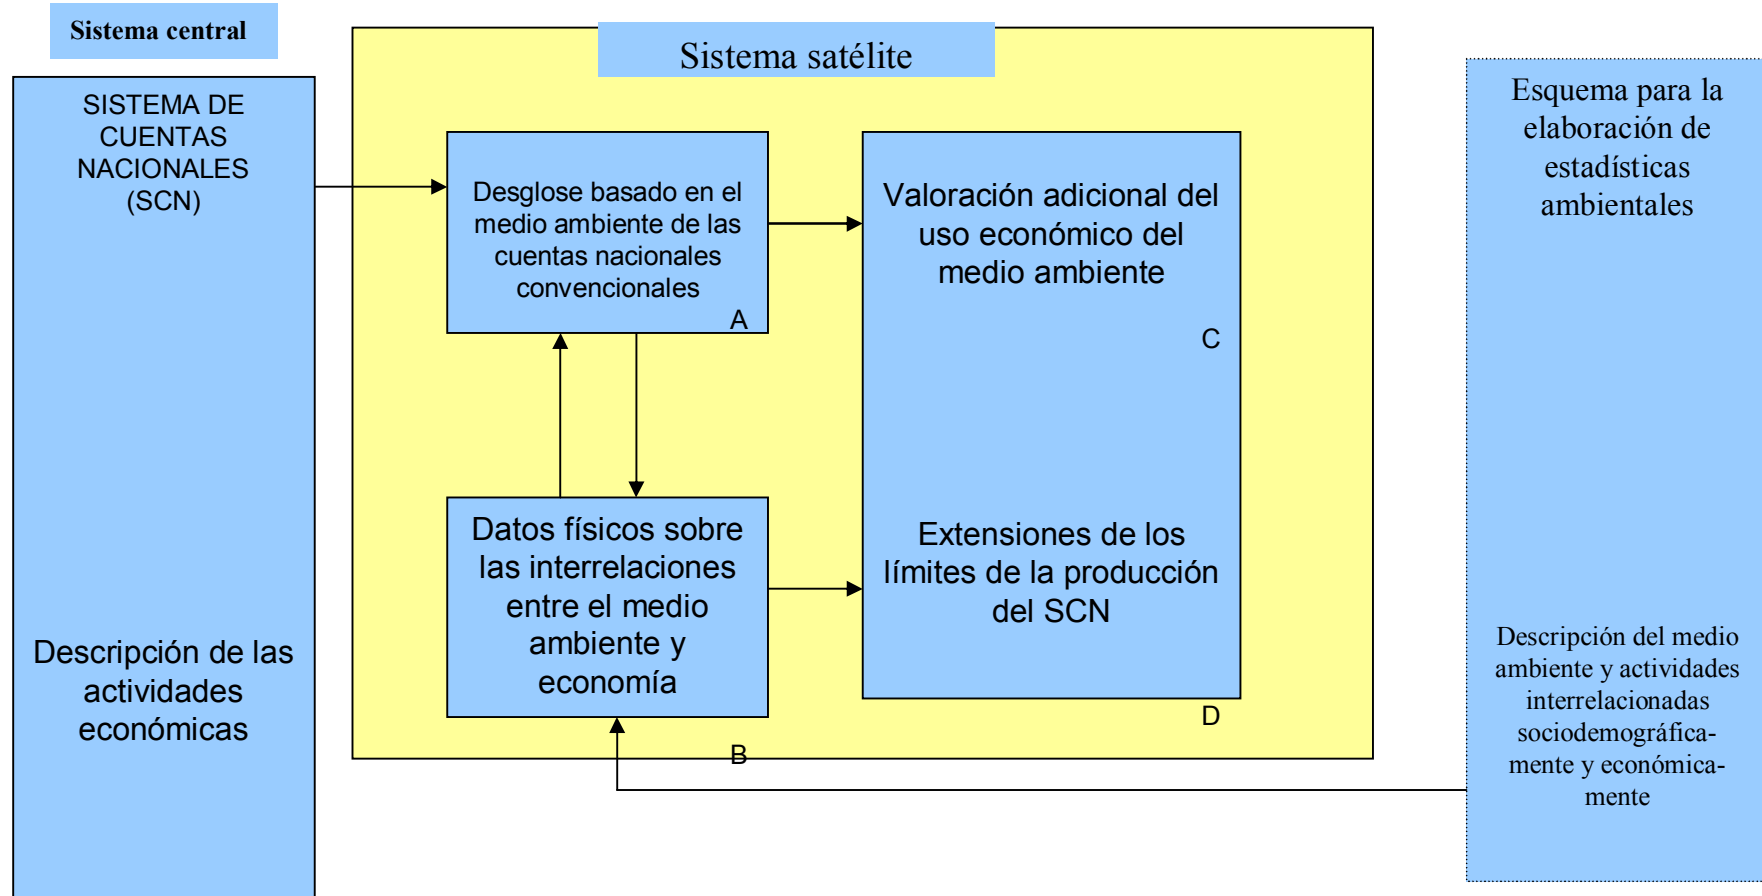 Sistema central
SISTEMA DE
CUENTAS
NACIONALES
(SCN)
Descripción de las
actividades
económicas
Sistema satélite
Desglose basado en el
medio ambiente de las
cuentas nacionales
convencionales
A
Datos físicos sobre
las interrelaciones
entre el medio
ambiente y
economía
B
Valoración adicional del
uso económico del
medio ambiente
C
Extensiones de los
límites de la producción
del SCN
D
Esquema para la
elaboración de
estadísticas
ambientales
Descripción del medio
ambiente y actividades
interrelacionadas
sociodemográfica-
mente y económica-
mente